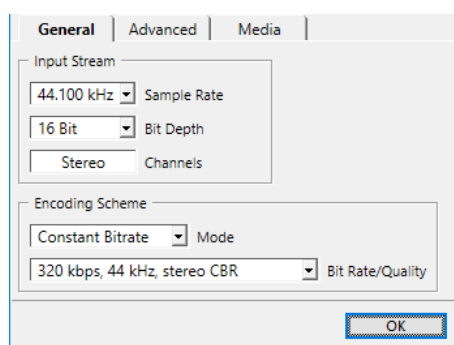 General Advanced Media
Input Stream
44.100 kHz Sample Rate
16 Bit Bit Depth
Stereo Channels
Encoding Scheme
Constant Bitrate Mode
320 kbps, 44 kHz, stereo CBR Bit Rate/Quality
OK